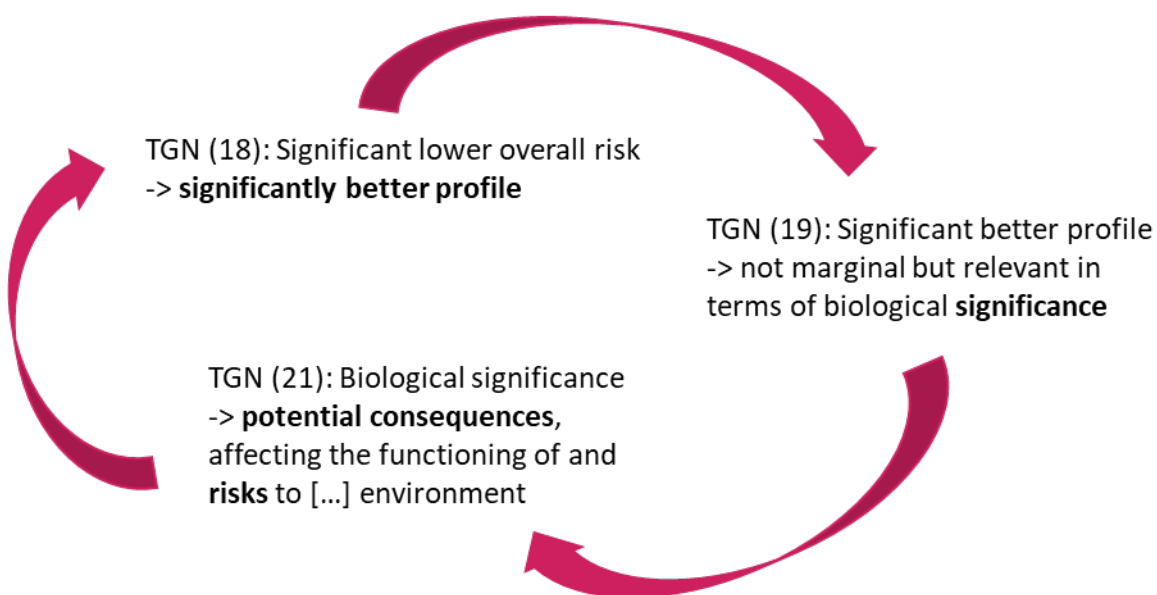 TGN (18): Significant lower overall risk
-> significantly better profile
TGN (19): Significant better profile
-> not marginal but relevant in
terms of biological significance
TGN (21): Biological significance
-> potential consequences,
affecting the functioning of and
risks to [...] environment